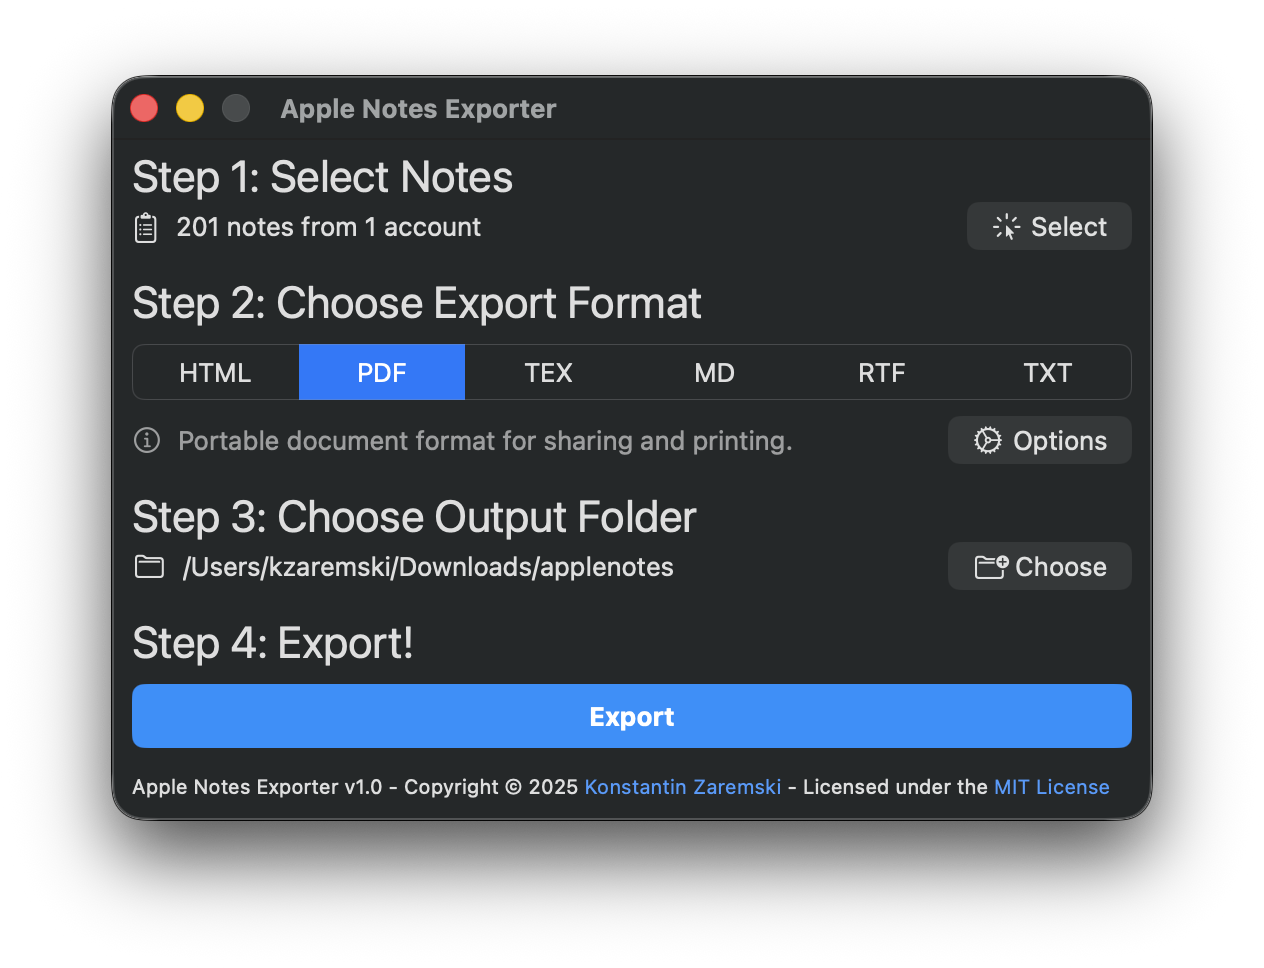 Apple Notes Exporter
Step 1: Select Notes
201 notes from 1 account
Select
Step 2: Choose Export Format
HTML PDF TEX MD RTF TXT
Portable document format for sharing and printing.
Options
Step 3: Choose Output Folder
/Users/kzaremski/Downloads/applenotes
Choose
Step 4: Export!
Export
Apple Notes Exporter v1.0 - Copyright © 2025 Konstantin Zaremski - Licensed under the MIT License